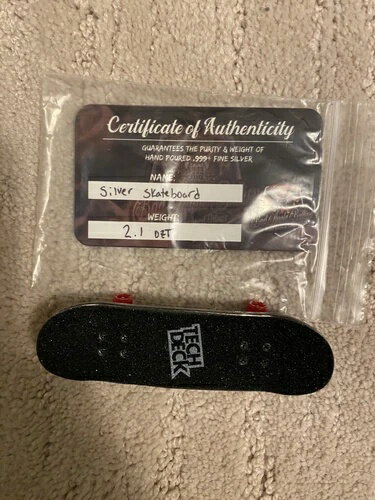 Certificate of Authenticity
GUARANTEES THE PURITY & WEIGHT OF
HAND POURED .999+ FINE SILVER
NAME:
Silver Skateboard
WEIGHT:
2.1 OZT
TECH
DECK